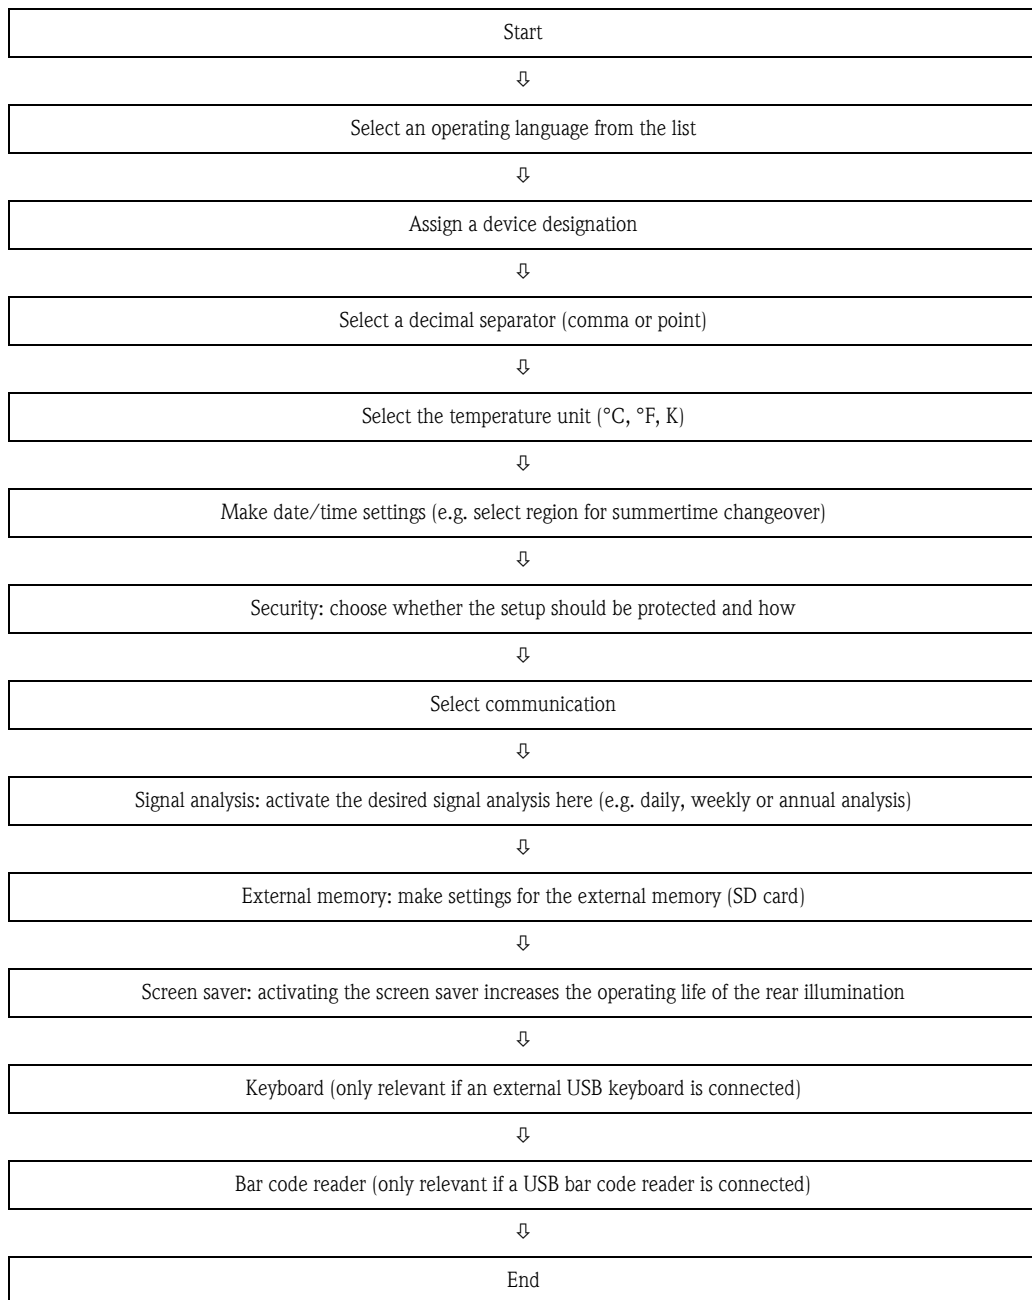 Start
⇩
Select an operating language from the list
⇩
Assign a device designation
⇩
Select a decimal separator (comma or point)
⇩
Select the temperature unit (°C, °F, K)
⇩
Make date/time settings (e.g. select region for summertime changeover)
⇩
Security: choose whether the setup should be protected and how
⇩
Select communication
⇩
Signal analysis: activate the desired signal analysis here (e.g. daily, weekly or annual analysis)
⇩
External memory: make settings for the external memory (SD card)
⇩
Screen saver: activating the screen saver increases the operating life of the rear illumination
⇩
Keyboard (only relevant if an external USB keyboard is connected)
⇩
Bar code reader (only relevant if a USB bar code reader is connected)
⇩
End